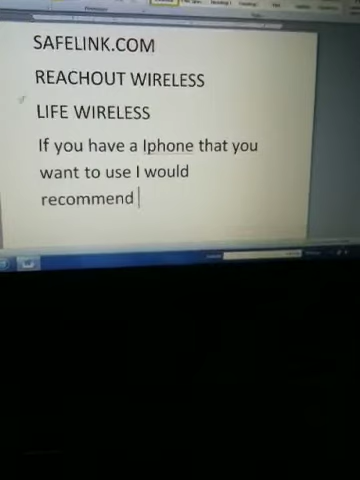 SAFELINK.COM
REACHOUT WIRELESS
LIFE WIRELESS
If you have a Iphone that you
want to use I would
recommend